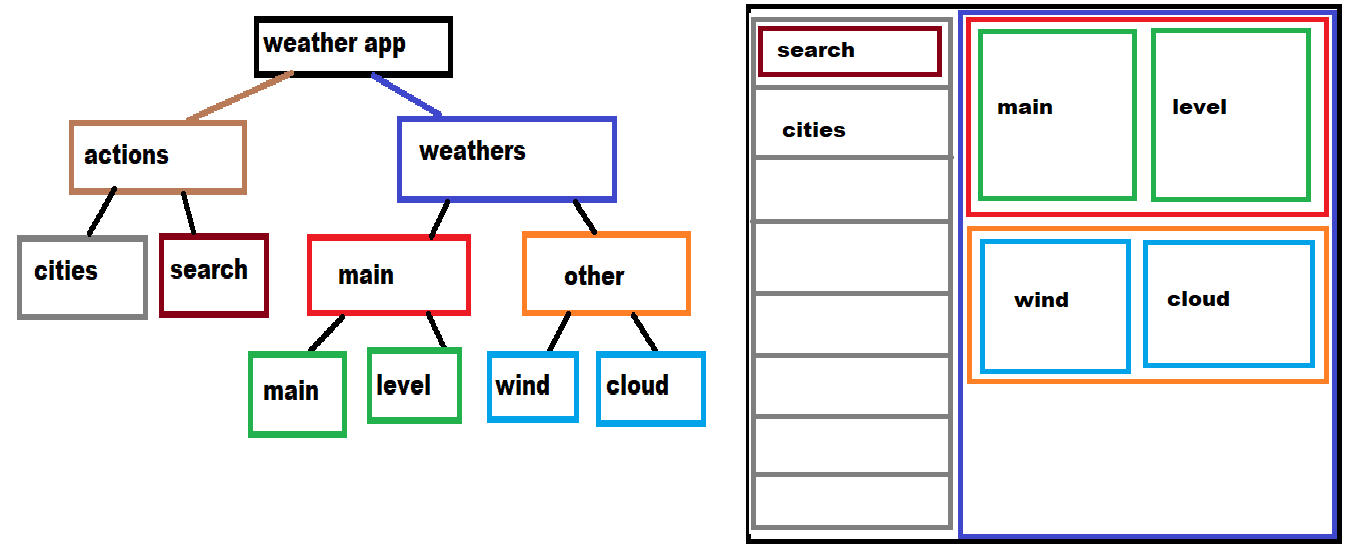 weather app
actions
weathers
cities
search
main
other
main
level
wind
cloud
search
cities
main
level
wind
cloud